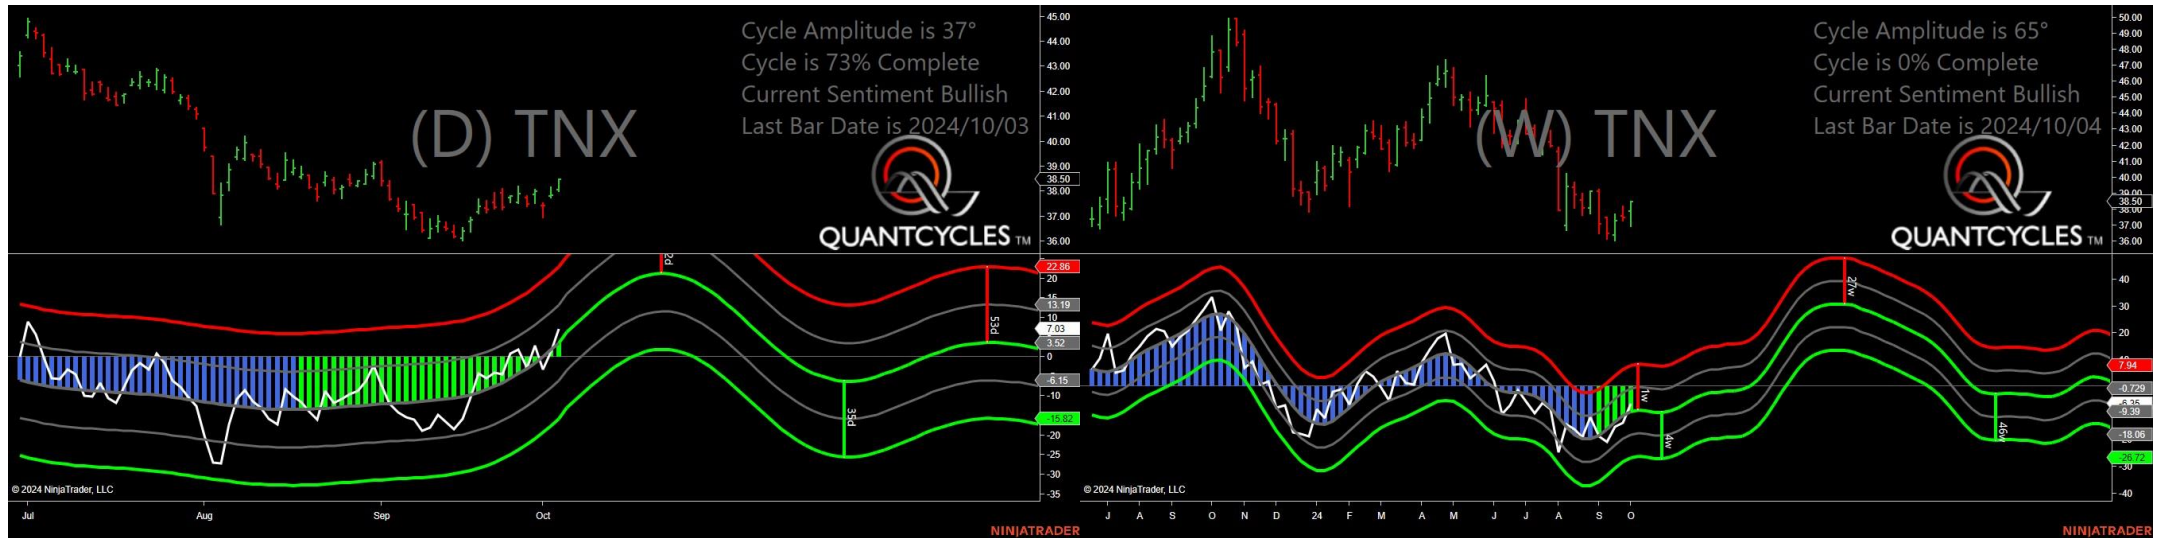 Cycle Amplitude is 37°
Cycle is 73% Complete
Current Sentiment Bullish
Last Bar Date is 2024/10/03
(D) TNX
QUANTCYCLES TM
45.00
44.00
43.00
42.00
41.00
40.00
39.00
38.50
38.00
37.00
36.00
22.86
20
15
13.19
7.03
3.52
0
-6.15
-10
-15.82
-20
-25
-30
-35
35d
53d
© 2024 NinjaTrader, LLC
Jul
Aug
Sep
Oct
NINJATRADER
Cycle Amplitude is 65°
Cycle is 0% Complete
Current Sentiment Bullish
Last Bar Date is 2024/10/04
(W) TNX
QUANTCYCLES TM
50.00
49.00
48.00
47.00
46.00
45.00
44.00
43.00
42.00
41.00
40.00
39.00
38.50
38.00
37.00
36.00
40
30
20
7.94
-0.729
-9.39
-18.06
-26.72
-30
-40
1w
4w
27w
46w
© 2024 NinjaTrader, LLC
J A S O N D 24 F M A M J J A S O
NINJATRADER